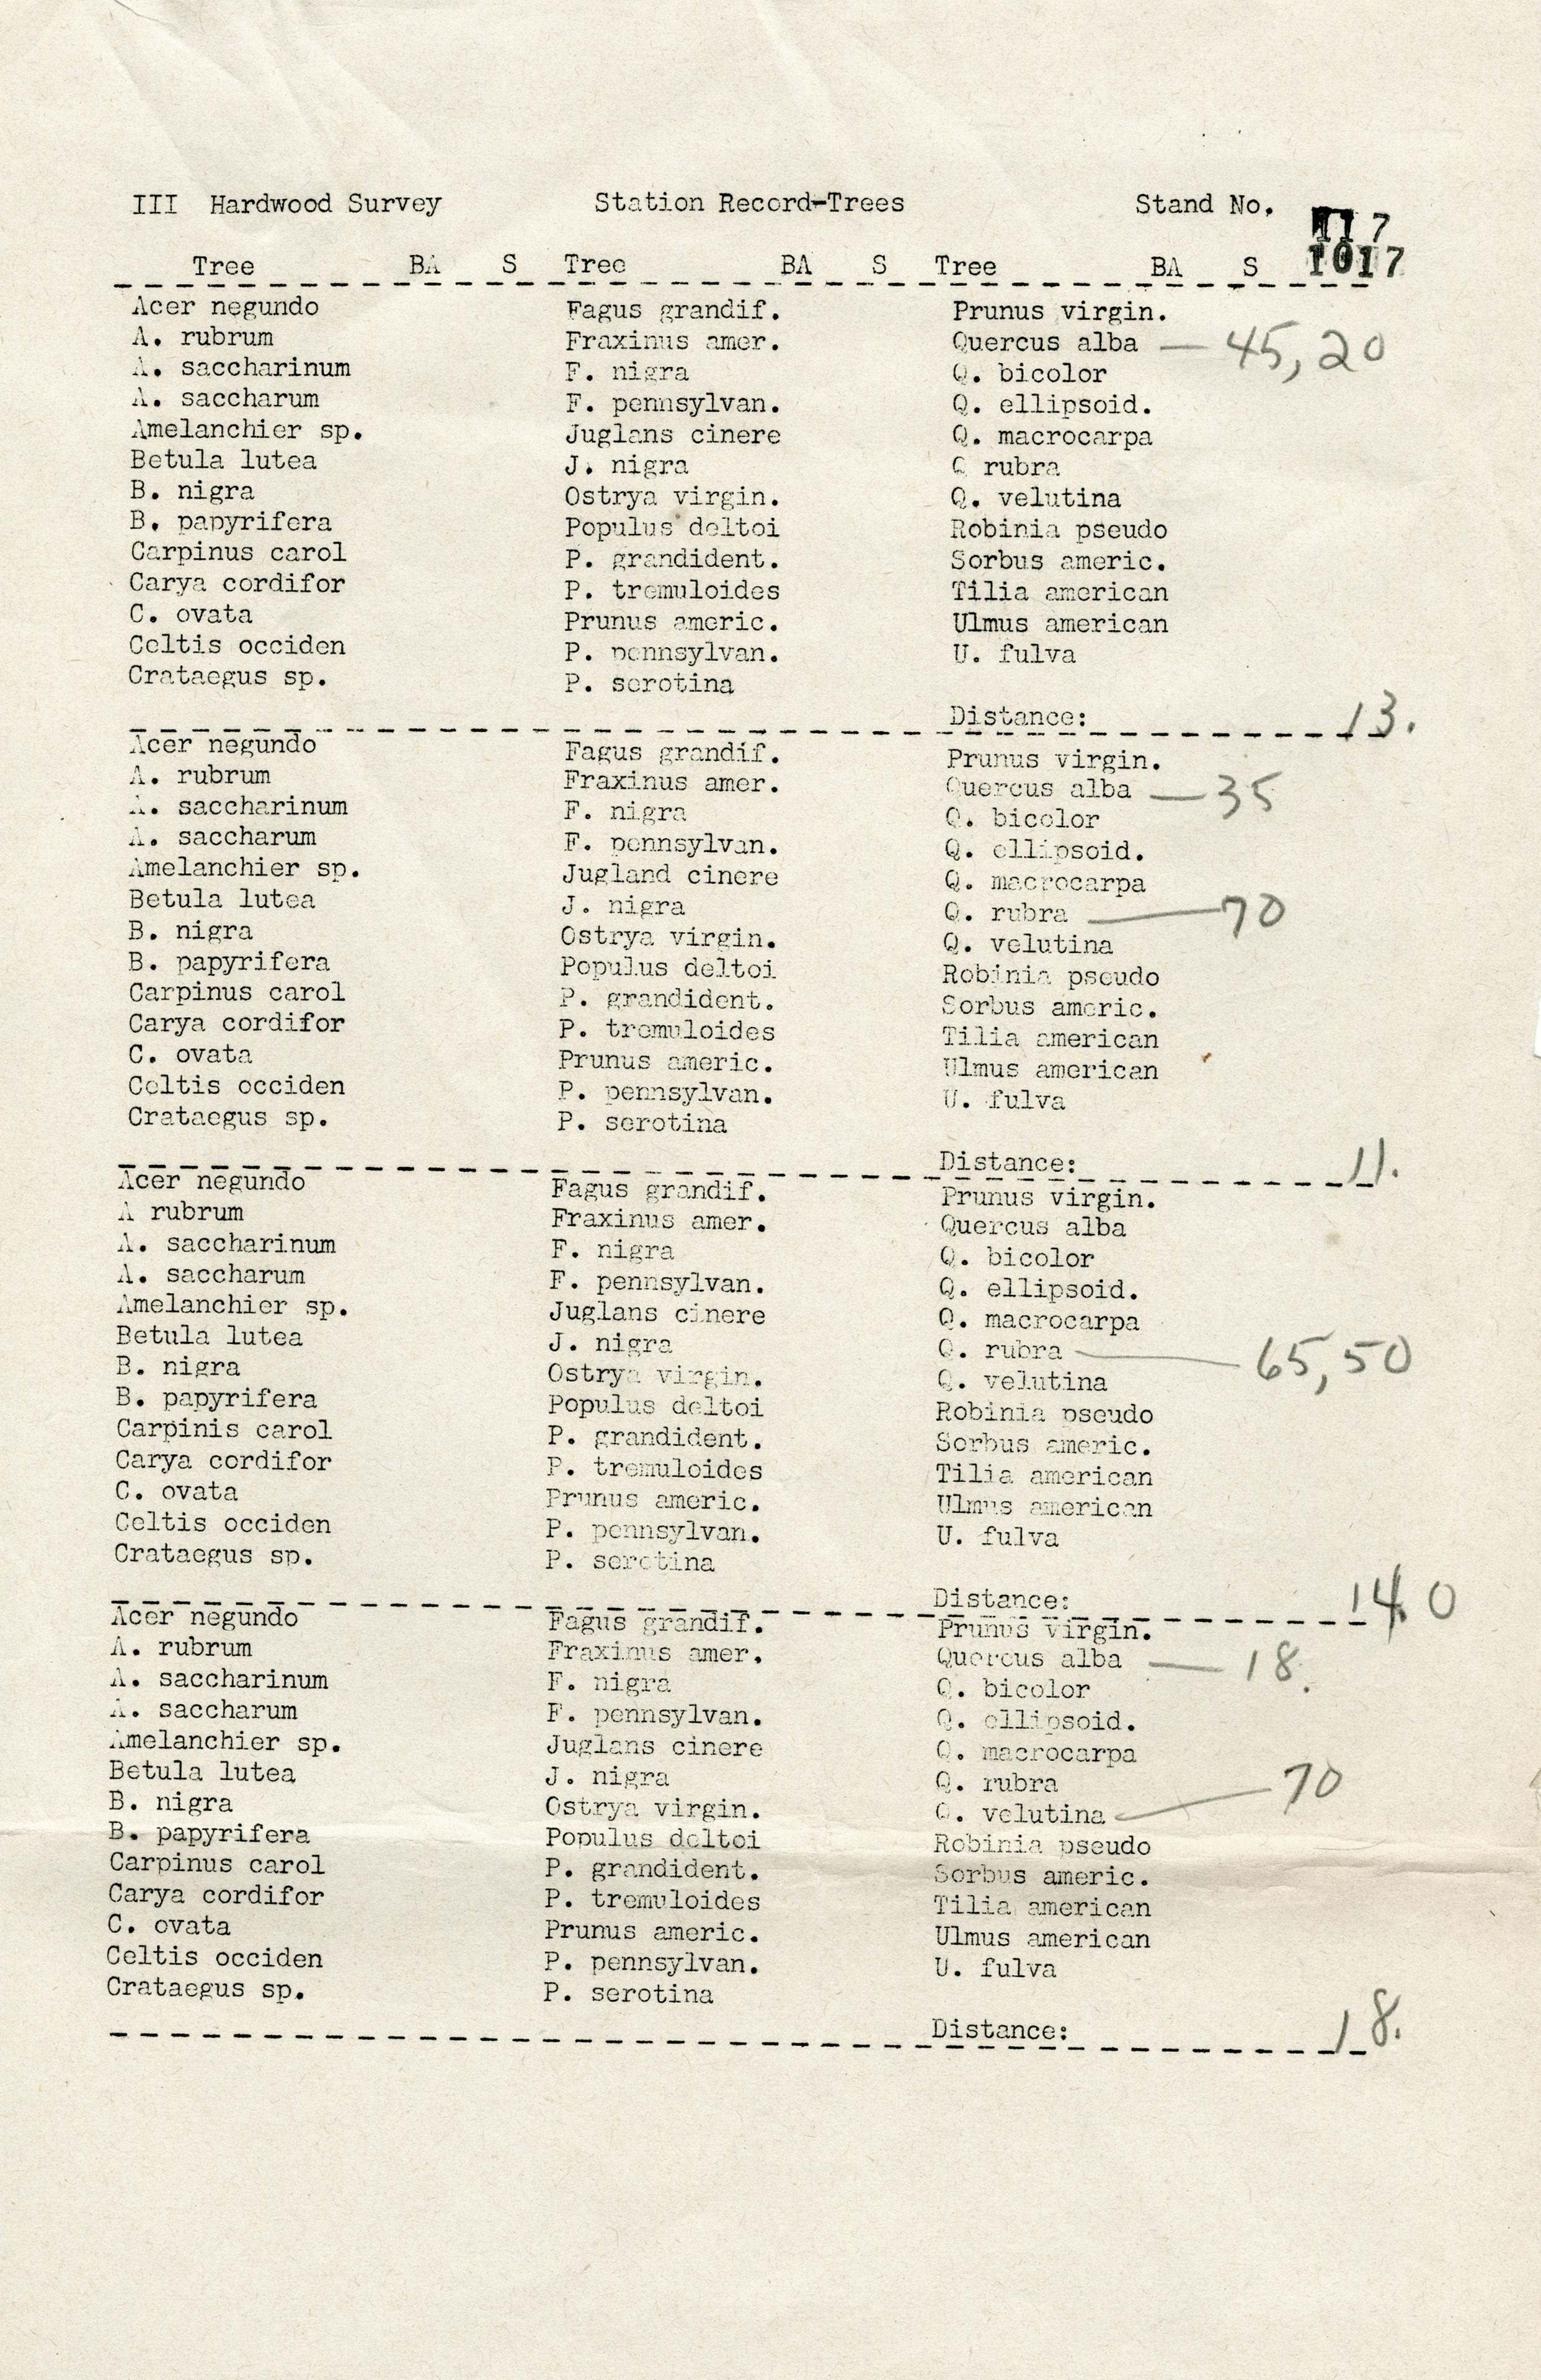 III Hardwood Survey Station Record-Trees Stand No. 117
Tree BA S Tree BA S Tree BA S 1017
Acer negundo Fagus grandif. Prunus virgin.
A. rubrum Fraxinus amer. Quercus alba — 45, 20
A. saccharinum F. nigra Q. bicolor
A. saccharum F. pennsylvan. Q. ellipsoid.
Amelanchier sp. Juglans cinere Q. macrocarpa
Betula lutea J. nigra Q rubra
B. nigra Ostrya virgin. Q. velutina
B. papyrifera Populus deltoi Robinia pseudo
Carpinus carol P. grandident. Sorbus americ.
Carya cordifor P. tremuloides Tilia american
C. ovata Prunus americ. Ulmus american
Celtis occiden P. pennsylvan. U. fulva
Crataegus sp. P. serotina
Distance: 13.
Acer negundo Fagus grandif. Prunus virgin.
A. rubrum Fraxinus amer. Quercus alba — 35
A. saccharinum F. nigra Q. bicolor
A. saccharum F. pennsylvan. Q. ellipsoid.
Amelanchier sp. Jugland cinere Q. macrocarpa
Betula lutea J. nigra Q. rubra — 70
B. nigra Ostrya virgin. Q. velutina
B. papyrifera Populus deltoi Robinia pseudo
Carpinus carol P. grandident. Sorbus americ.
Carya cordifor P. tremuloides Tilia american
C. ovata Prunus americ. Ulmus american
Celtis occiden P. pennsylvan. U. fulva
Crataegus sp. P. serotina
Distance: 11.
Acer negundo Fagus grandif. Prunus virgin.
A rubrum Fraxinus amer. Quercus alba
A. saccharinum F. nigra Q. bicolor
A. saccharum F. pennsylvan. Q. ellipsoid.
Amelanchier sp. Juglans cinere Q. macrocarpa
Betula lutea J. nigra Q. rubra — 65, 50
B. nigra Ostrya virgin. Q. velutina
B. papyrifera Populus deltoi Robinia pseudo
Carpinis carol P. grandident. Sorbus americ.
Carya cordifor P. tremuloides Tilia american
C. ovata Prunus americ. Ulmus american
Celtis occiden P. pennsylvan. U. fulva
Crataegus sp. P. serotina
Distance: 14.0
Acer negundo Fagus grandif. Prunus virgin.
A. rubrum Fraxinus amer. Quercus alba — 18.
A. saccharinum F. nigra Q. bicolor
A. saccharum F. pennsylvan. Q. ellipsoid.
Amelanchier sp. Juglans cinere Q. macrocarpa
Betula lutea J. nigra Q. rubra
B. nigra Ostrya virgin. Q. velutina — 70
B. papyrifera Populus deltoi Robinia pseudo
Carpinus carol P. grandident. Sorbus americ.
Carya cordifor P. tremuloides Tilia american
C. ovata Prunus americ. Ulmus american
Celtis occiden P. pennsylvan. U. fulva
Crataegus sp. P. serotina
Distance: 18.